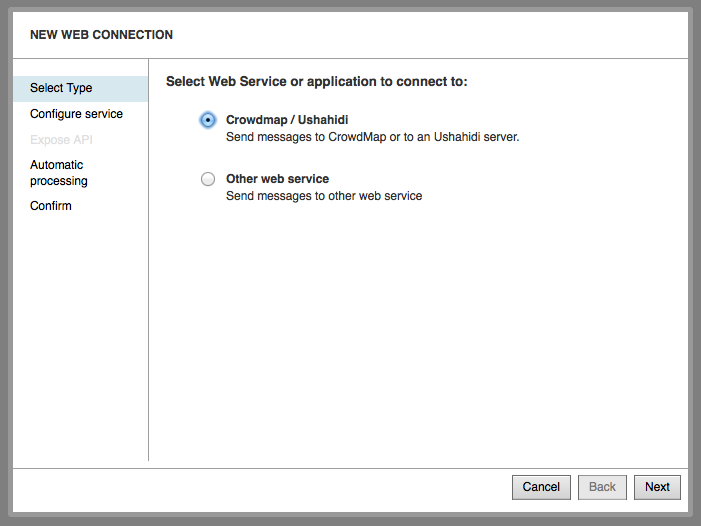 NEW WEB CONNECTION
Select Type
Configure service
Expose API
Automatic
processing
Confirm
Select Web Service or application to connect to:
Crowdmap / Ushahidi
Send messages to CrowdMap or to an Ushahidi server.
Other web service
Send messages to other web service
Cancel
Back
Next